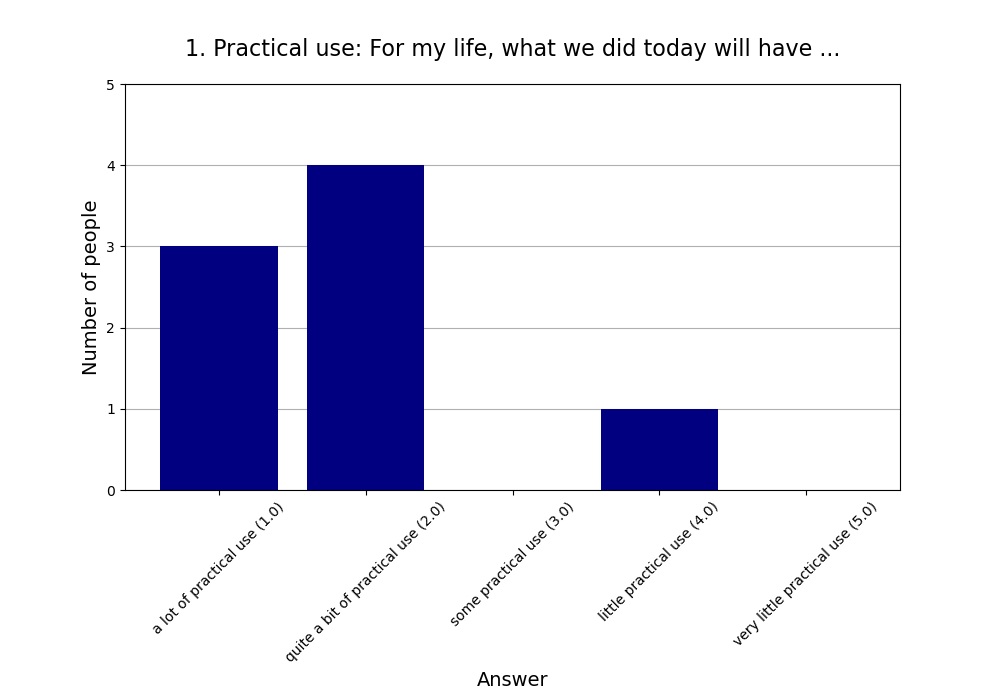 1. Practical use: For my life, what we did today will have ...
5
4
3
2
1
0
Number of people
a lot of practical use (1.0)
quite a bit of practical use (2.0)
some practical use (3.0)
little practical use (4.0)
very little practical use (5.0)
Answer